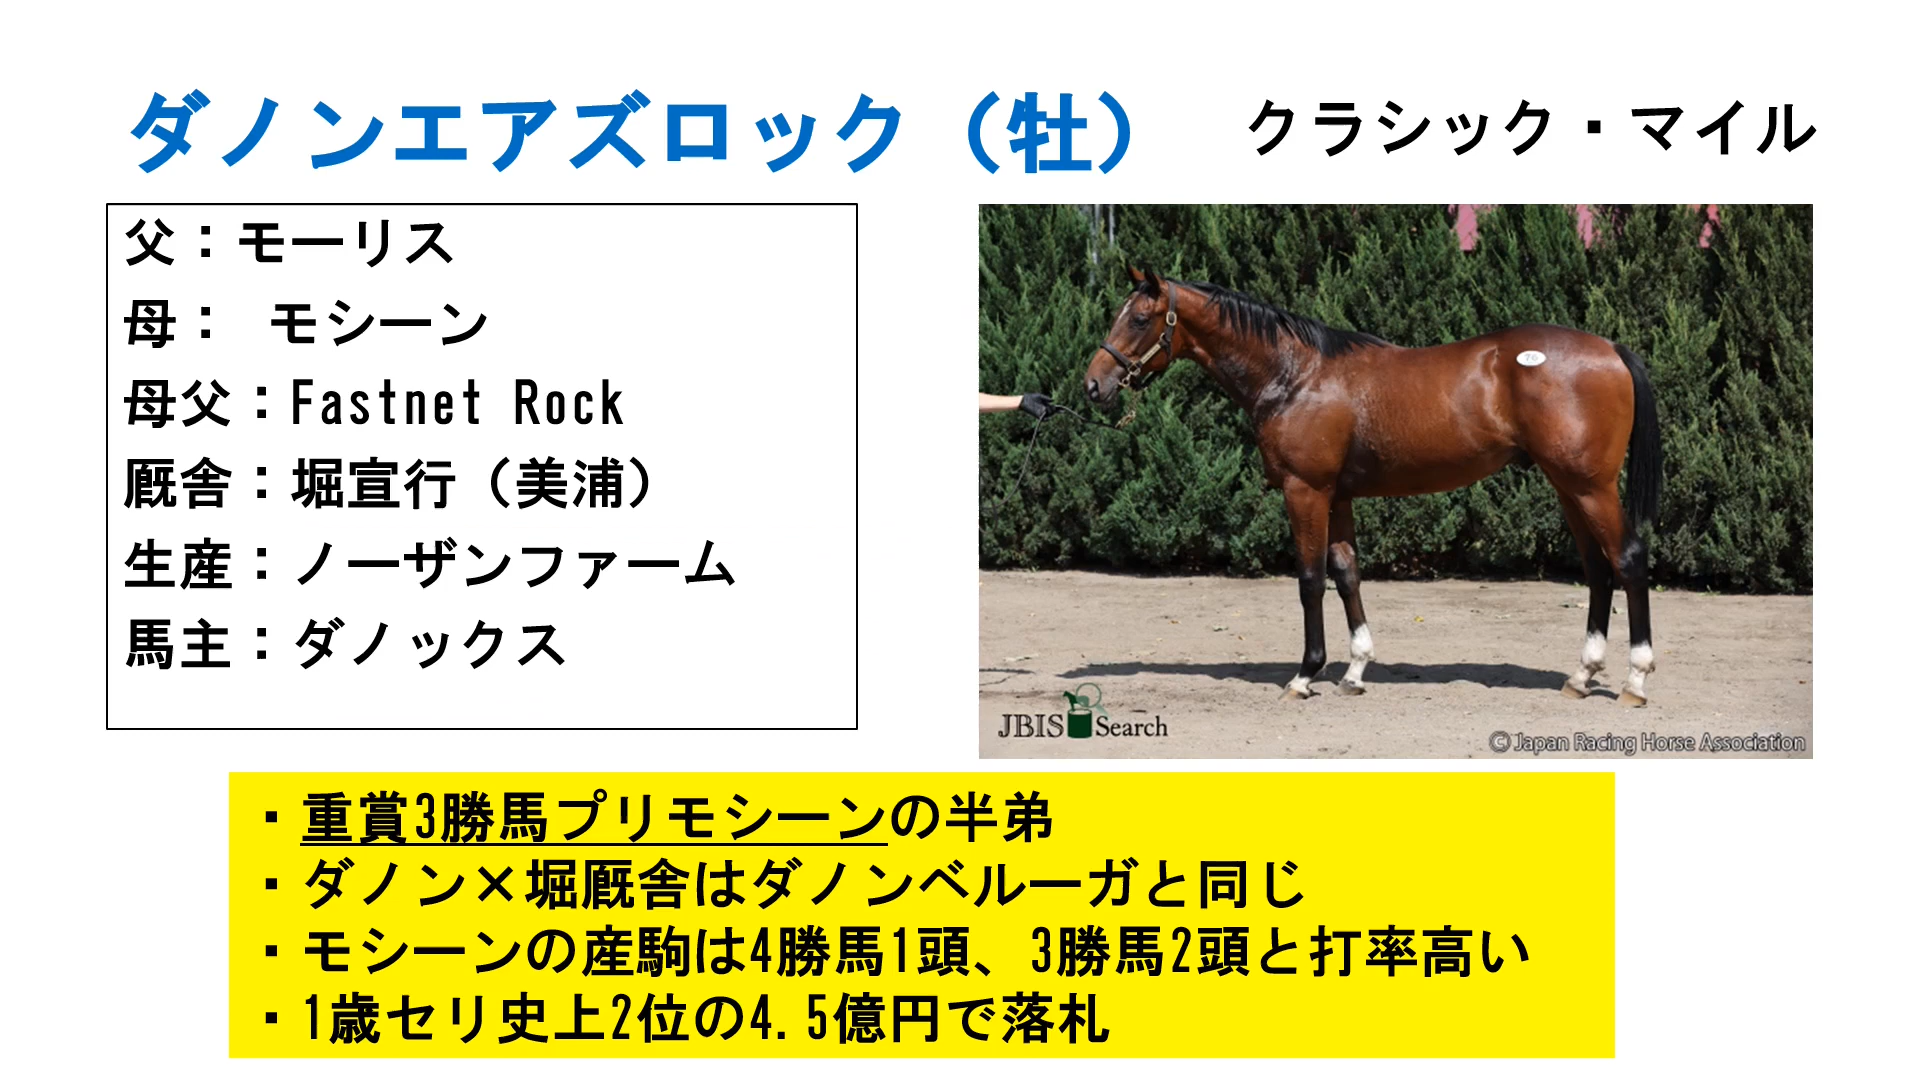 ダノンエアズロック（牡）
クラシック・マイル
父：モーリス
母： モシーン
母父：Fastnet Rock
厩舎：堀宣行（美浦）
生産：ノーザンファーム
馬主：ダノックス
70
JBIS Search
© Japan Racing Horse Association
・重賞3勝馬プリモシーンの半弟
・ダノン×堀厩舎はダノンベルーガと同じ
・モシーンの産駒は4勝馬1頭、3勝馬2頭と打率高い
・1歳セリ史上2位の4.5億円で落札